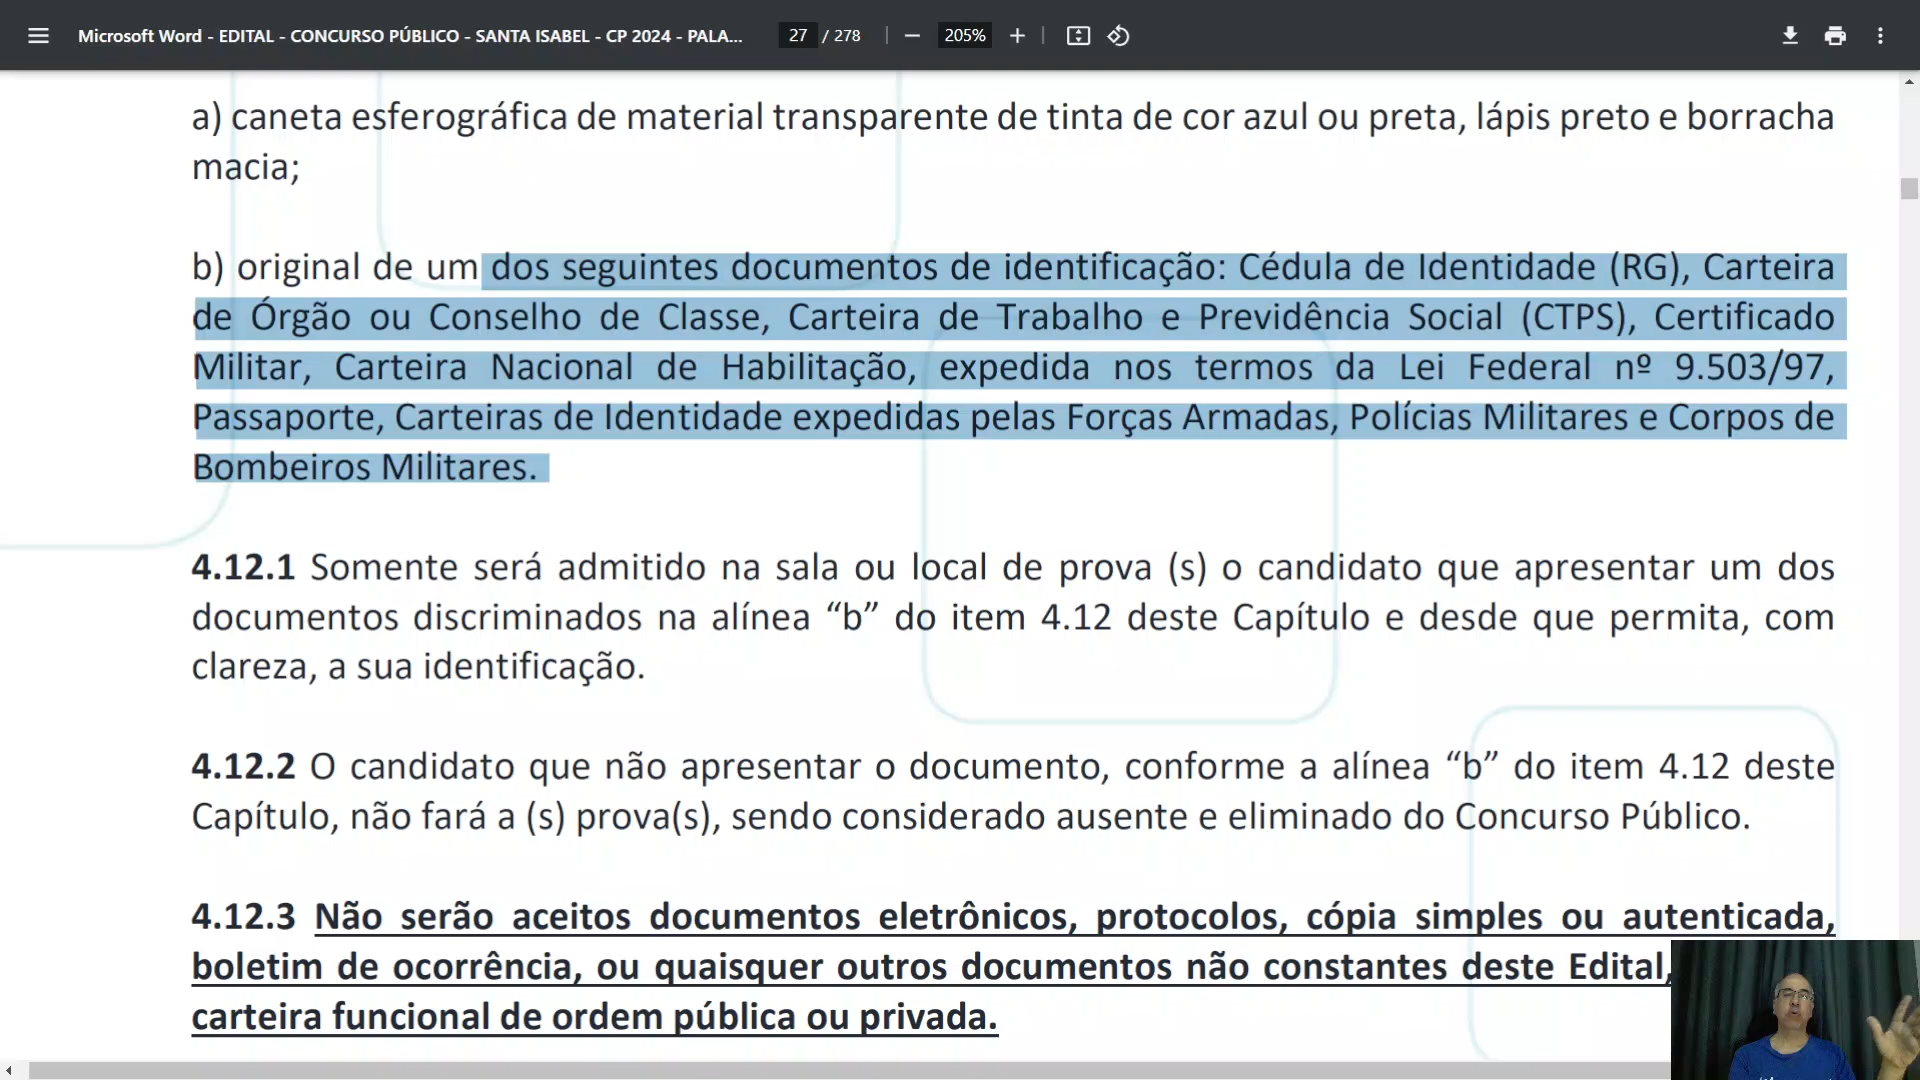 Microsoft Word - EDITAL - CONCURSO PÚBLICO - SANTA ISABEL - CP 2024 - PALA...
27 / 278
205%
a) caneta esferográfica de material transparente de tinta de cor azul ou preta, lápis preto e borracha
macia;
b) original de um dos seguintes documentos de identificação: Cédula de Identidade (RG), Carteira
de Órgão ou Conselho de Classe, Carteira de Trabalho e Previdência Social (CTPS), Certificado
Militar, Carteira Nacional de Habilitação, expedida nos termos da Lei Federal nº 9.503/97,
Passaporte, Carteiras de Identidade expedidas pelas Forças Armadas, Polícias Militares e Corpos de
Bombeiros Militares.
4.12.1 Somente será admitido na sala ou local de prova (s) o candidato que apresentar um dos
documentos discriminados na alínea “b” do item 4.12 deste Capítulo e desde que permita, com
clareza, a sua identificação.
4.12.2 O candidato que não apresentar o documento, conforme a alínea “b” do item 4.12 deste
Capítulo, não fará a (s) prova(s), sendo considerado ausente e eliminado do Concurso Público.
4.12.3 Não serão aceitos documentos eletrônicos, protocolos, cópia simples ou autenticada,
boletim de ocorrência, ou quaisquer outros documentos não constantes deste Edital,
carteira funcional de ordem pública ou privada.